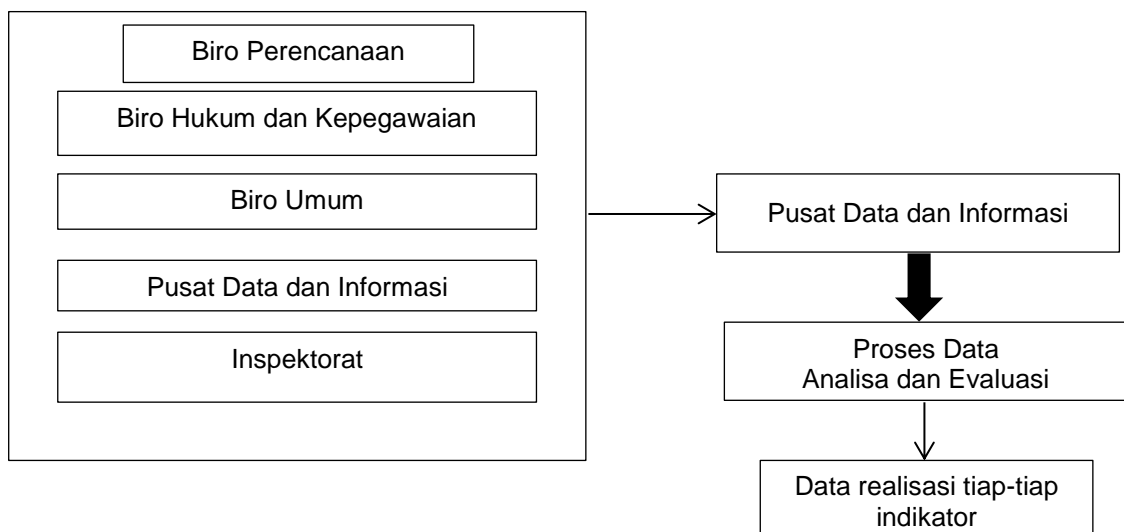 Biro Perencanaan
Biro Hukum dan Kepegawaian
Biro Umum
Pusat Data dan Informasi
Inspektorat
Pusat Data dan Informasi
Proses Data
Analisa dan Evaluasi
Data realisasi tiap-tiap
indikator